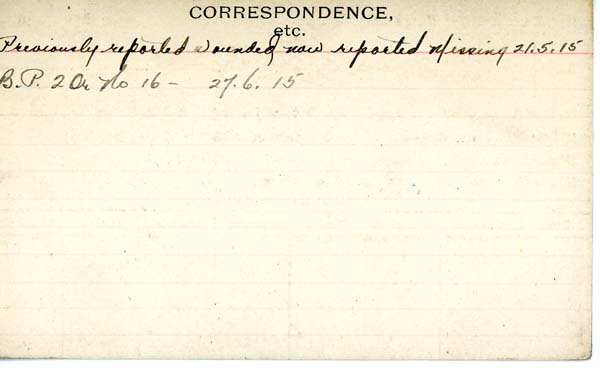 CORRESPONDENCE,
etc.
Previously reported Wounded, now reported Missing 21.5.15
B.P. 2 Or No 16 - 27.6.15